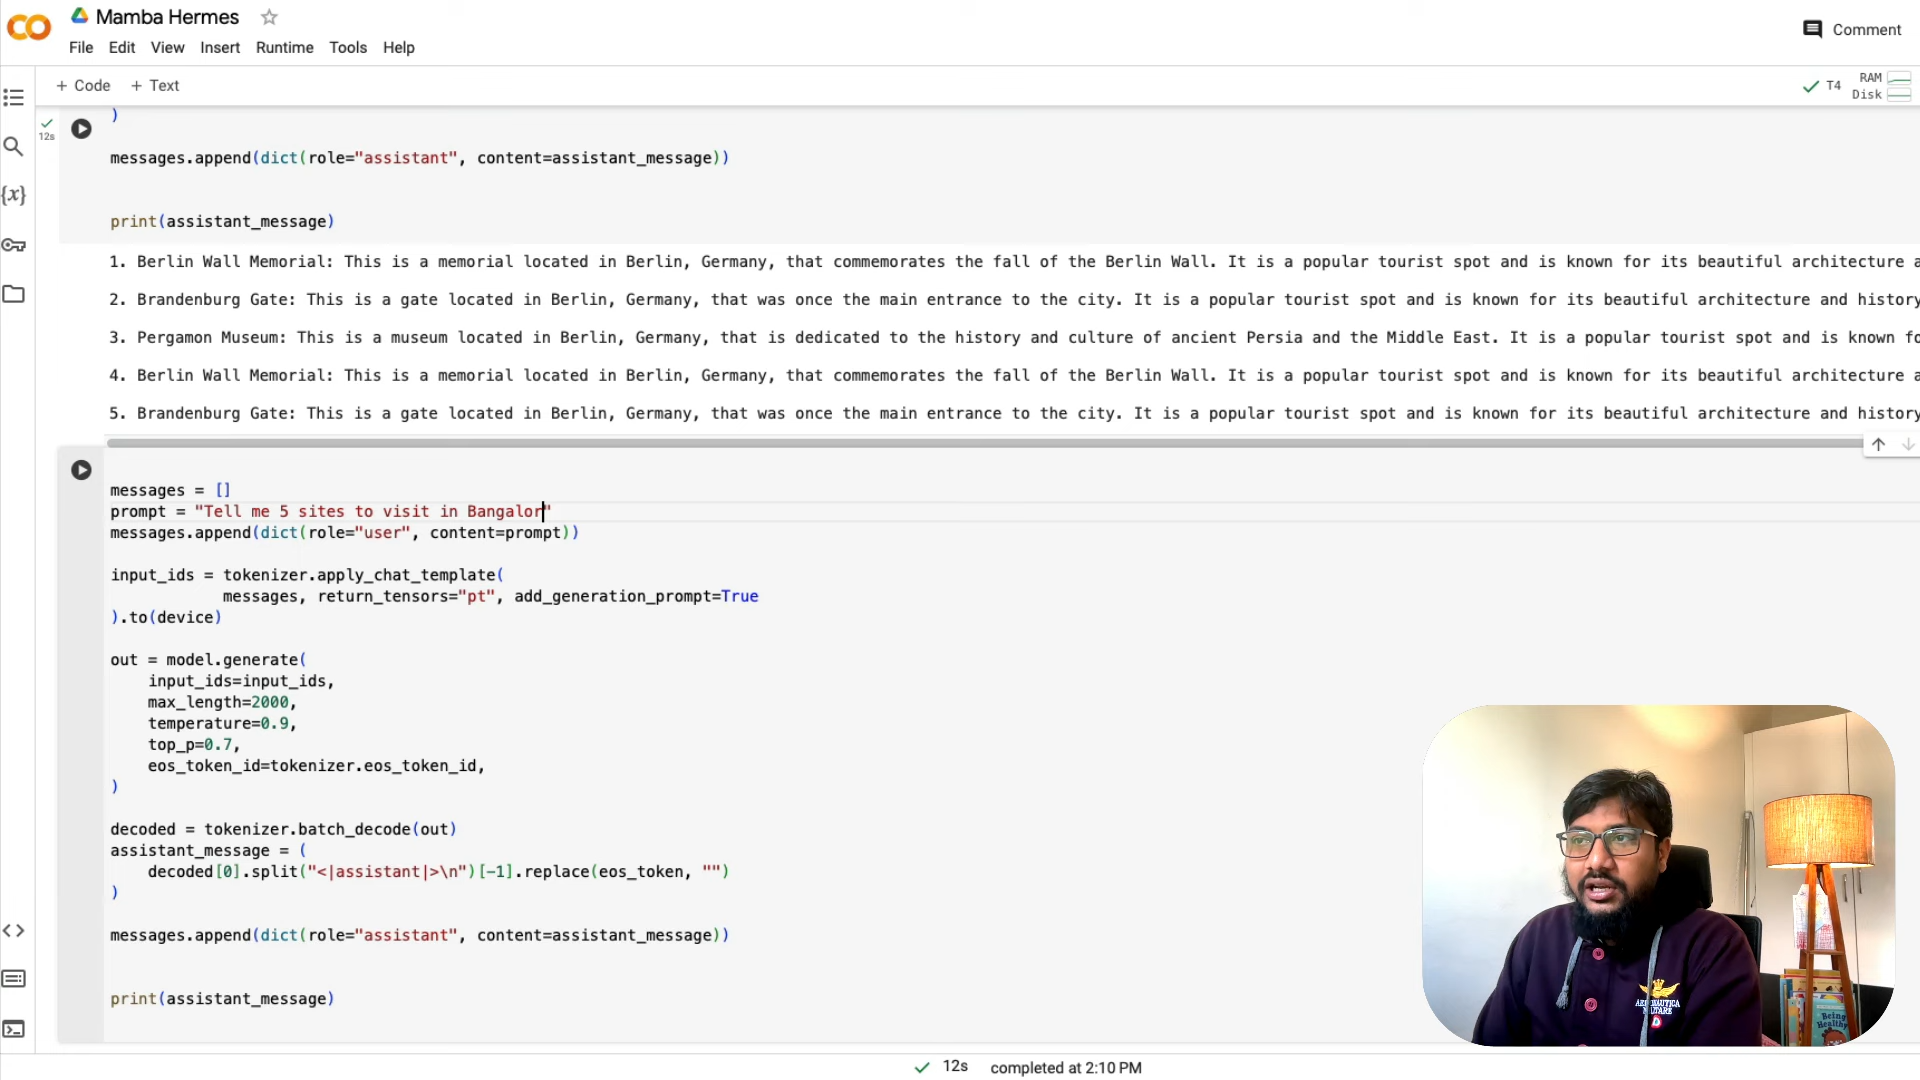 Mamba Hermes
Comment
File Edit View Insert Runtime Tools Help
+ Code + Text
T4 RAM
Disk
12s
)
messages.append(dict(role="assistant", content=assistant_message))
print(assistant_message)
1. Berlin Wall Memorial: This is a memorial located in Berlin, Germany, that commemorates the fall of the Berlin Wall. It is a popular tourist spot and is known for its beautiful architecture a
2. Brandenburg Gate: This is a gate located in Berlin, Germany, that was once the main entrance to the city. It is a popular tourist spot and is known for its beautiful architecture and history
3. Pergamon Museum: This is a museum located in Berlin, Germany, that is dedicated to the history and culture of ancient Persia and the Middle East. It is a popular tourist spot and is known fo
4. Berlin Wall Memorial: This is a memorial located in Berlin, Germany, that commemorates the fall of the Berlin Wall. It is a popular tourist spot and is known for its beautiful architecture a
5. Brandenburg Gate: This is a gate located in Berlin, Germany, that was once the main entrance to the city. It is a popular tourist spot and is known for its beautiful architecture and history
messages = []
prompt = "Tell me 5 sites to visit in Bangalor"
messages.append(dict(role="user", content=prompt))
input_ids = tokenizer.apply_chat_template(
messages, return_tensors="pt", add_generation_prompt=True
).to(device)
out = model.generate(
input_ids=input_ids,
max_length=2000,
temperature=0.9,
top_p=0.7,
eos_token_id=tokenizer.eos_token_id,
)
decoded = tokenizer.batch_decode(out)
assistant_message = (
decoded[0].split("<|assistant|>\n")[-1].replace(eos_token, "")
)
messages.append(dict(role="assistant", content=assistant_message))
print(assistant_message)
Being
Healthy
12s completed at 2:10 PM